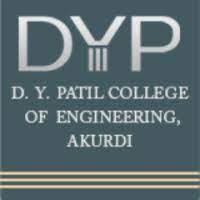 DYP
D. Y. PATIL COLLEGE
OF ENGINEERING,
AKURDI